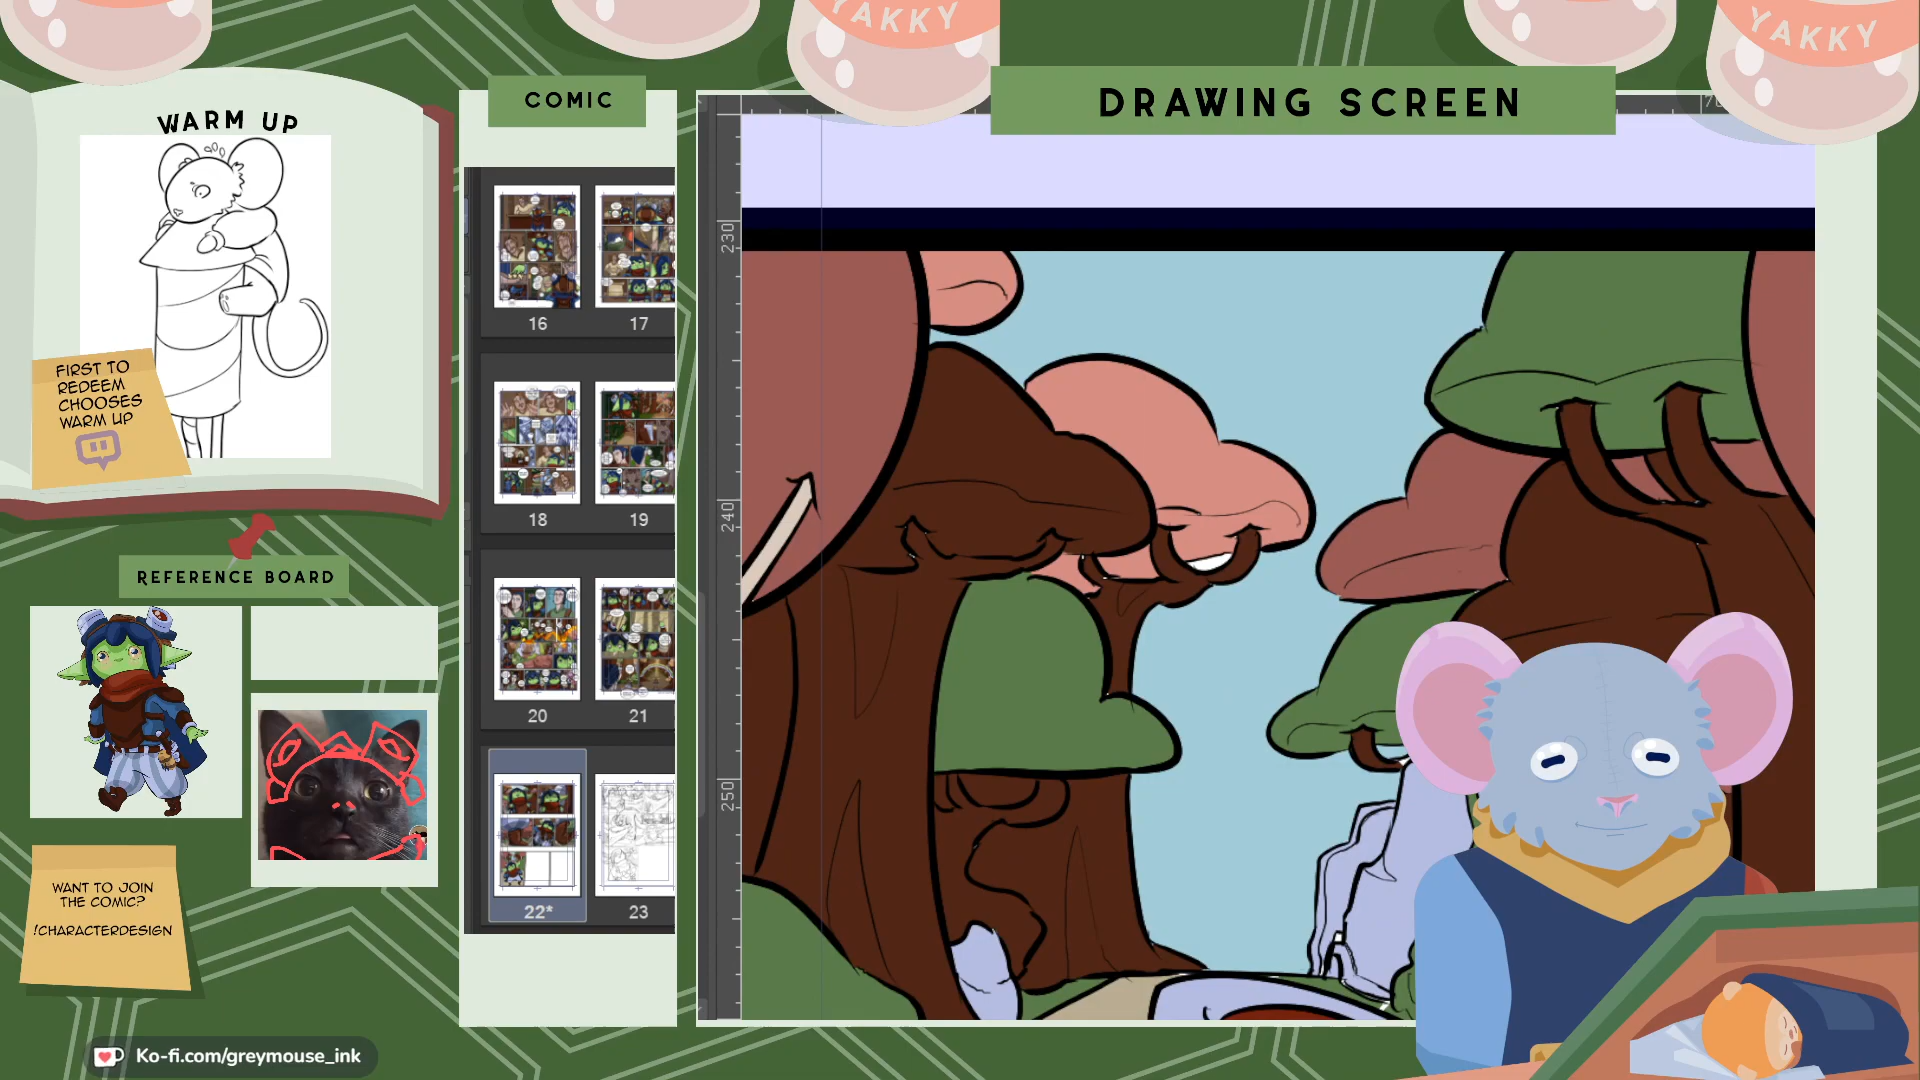 YAKKY
YAKKY
WARM UP
COMIC
DRAWING SCREEN
FIRST TO
REDEEM
CHOOSES
WARM UP
16
17
18
19
20
21
22*
23
230
240
250
REFERENCE BOARD
WANT TO JOIN
THE COMIC?
!CHARACTERDESIGN
Ko-fi.com/greymouse_ink